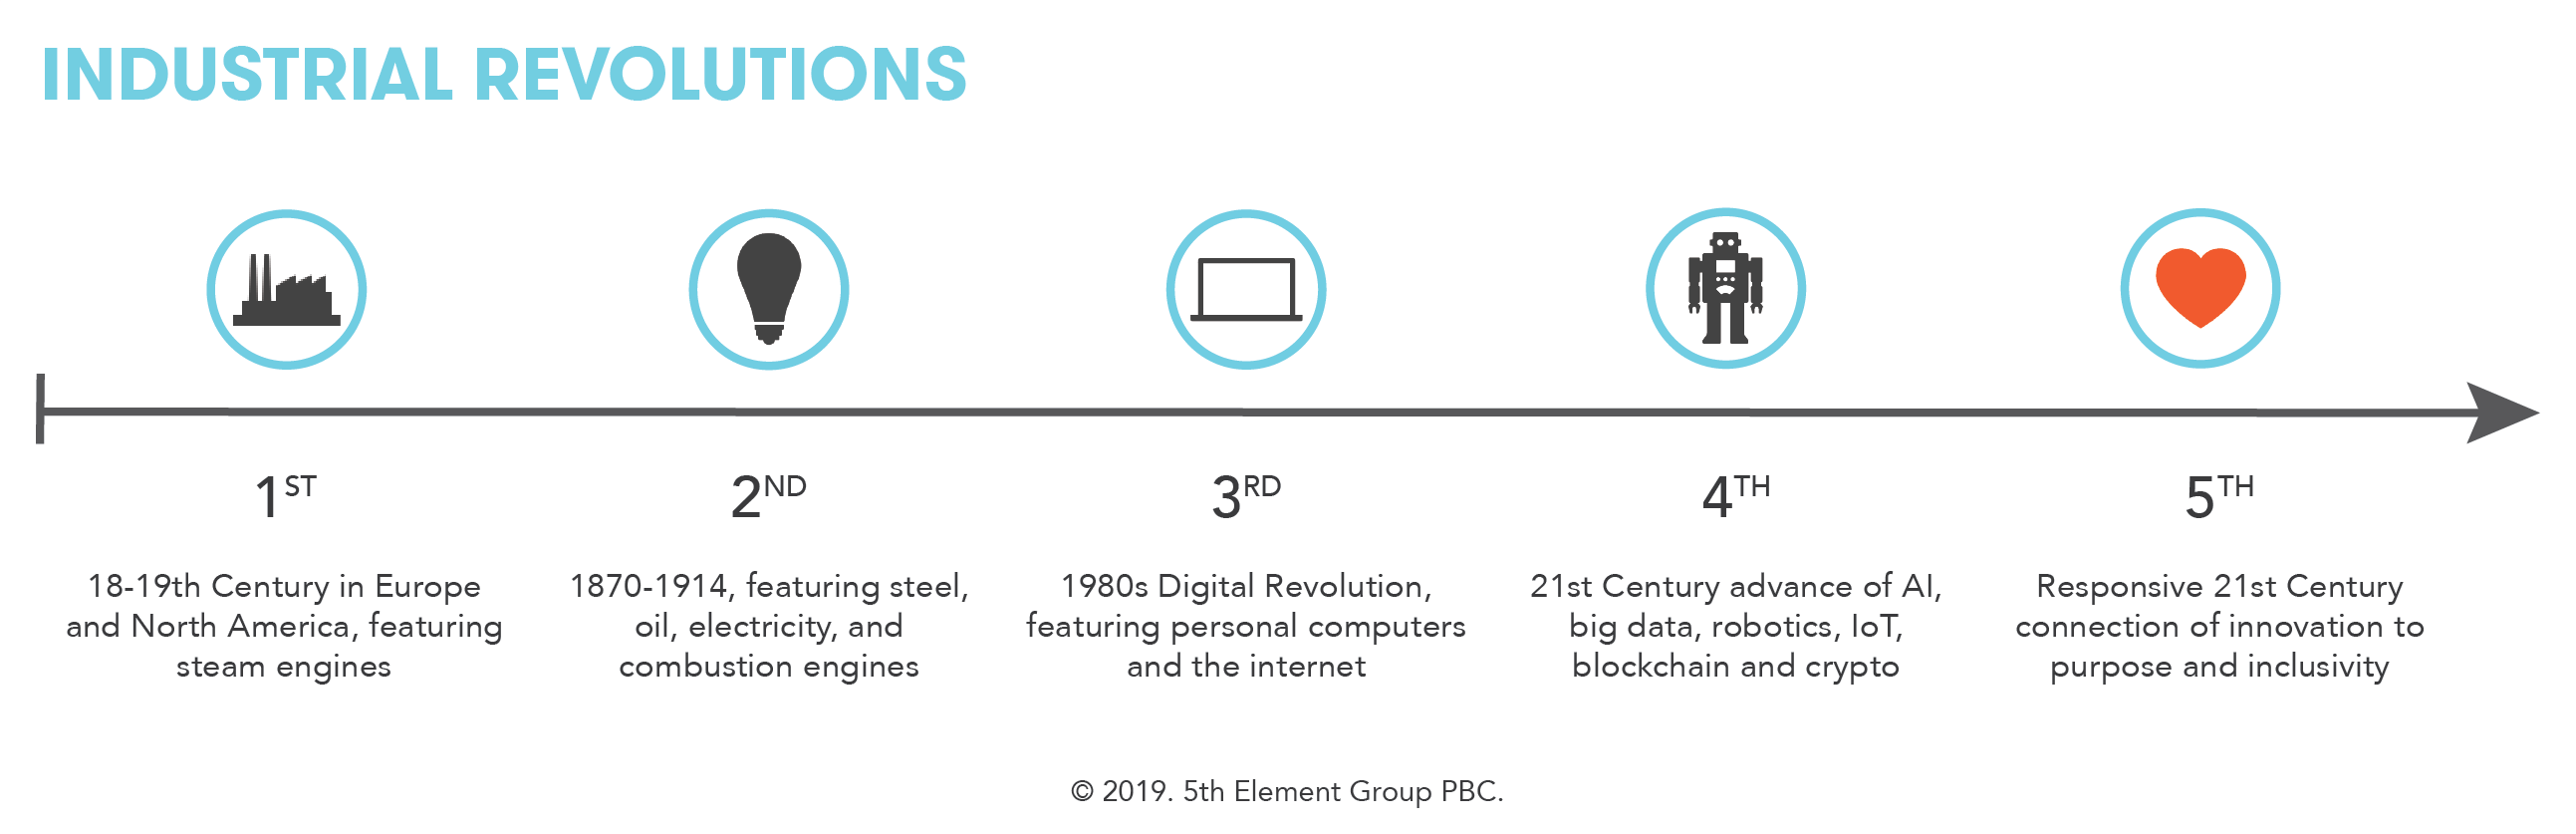 INDUSTRIAL REVOLUTIONS
1ST
18-19th Century in Europe
and North America, featuring
steam engines
2ND
1870-1914, featuring steel,
oil, electricity, and
combustion engines
3RD
1980s Digital Revolution,
featuring personal computers
and the internet
4TH
21st Century advance of AI,
big data, robotics, IoT,
blockchain and crypto
5TH
Responsive 21st Century
connection of innovation to
purpose and inclusivity
© 2019. 5th Element Group PBC.